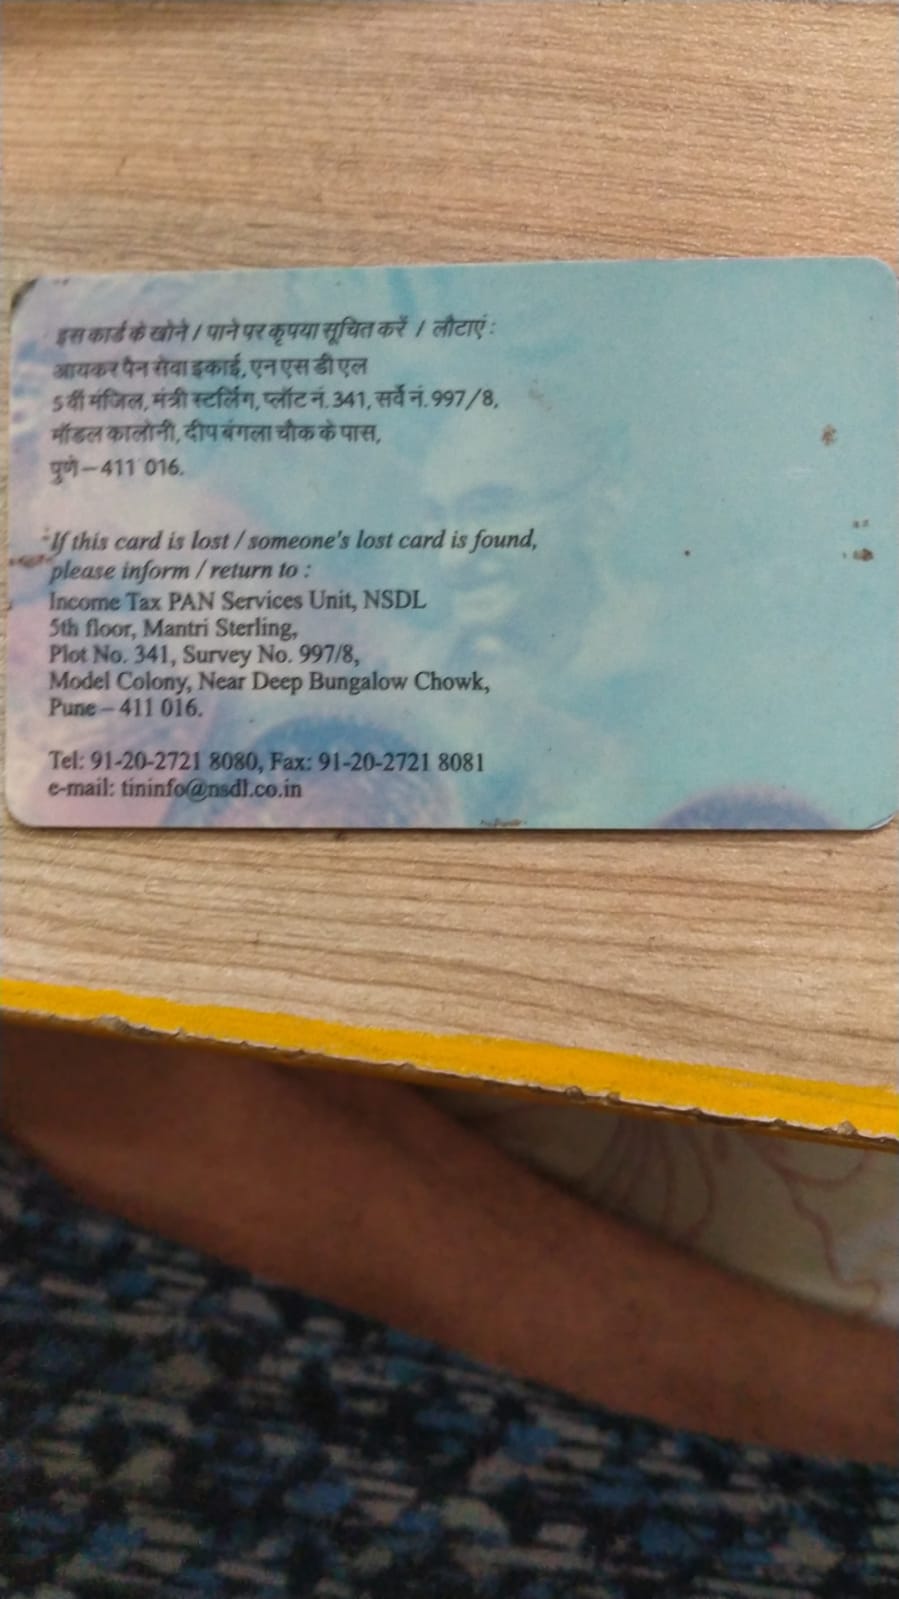 इस कार्ड के खोने / पाने पर कृपया सूचित करें / लौटाएं :
आयकर पैन सेवा इकाई, एन एस डी एल
5 वीं मंजिल, मंत्री स्टर्लिंग, प्लॉट नं. 341, सर्वे नं. 997/8,
मॉडल कालोनी, दीप बंगला चौक के पास,
पुणे – 411 016.
If this card is lost / someone's lost card is found,
please inform / return to :
Income Tax PAN Services Unit, NSDL
5th floor, Mantri Sterling,
Plot No. 341, Survey No. 997/8,
Model Colony, Near Deep Bungalow Chowk,
Pune – 411 016.
Tel: 91-20-2721 8080, Fax: 91-20-2721 8081
e-mail: tininfo@nsdl.co.in